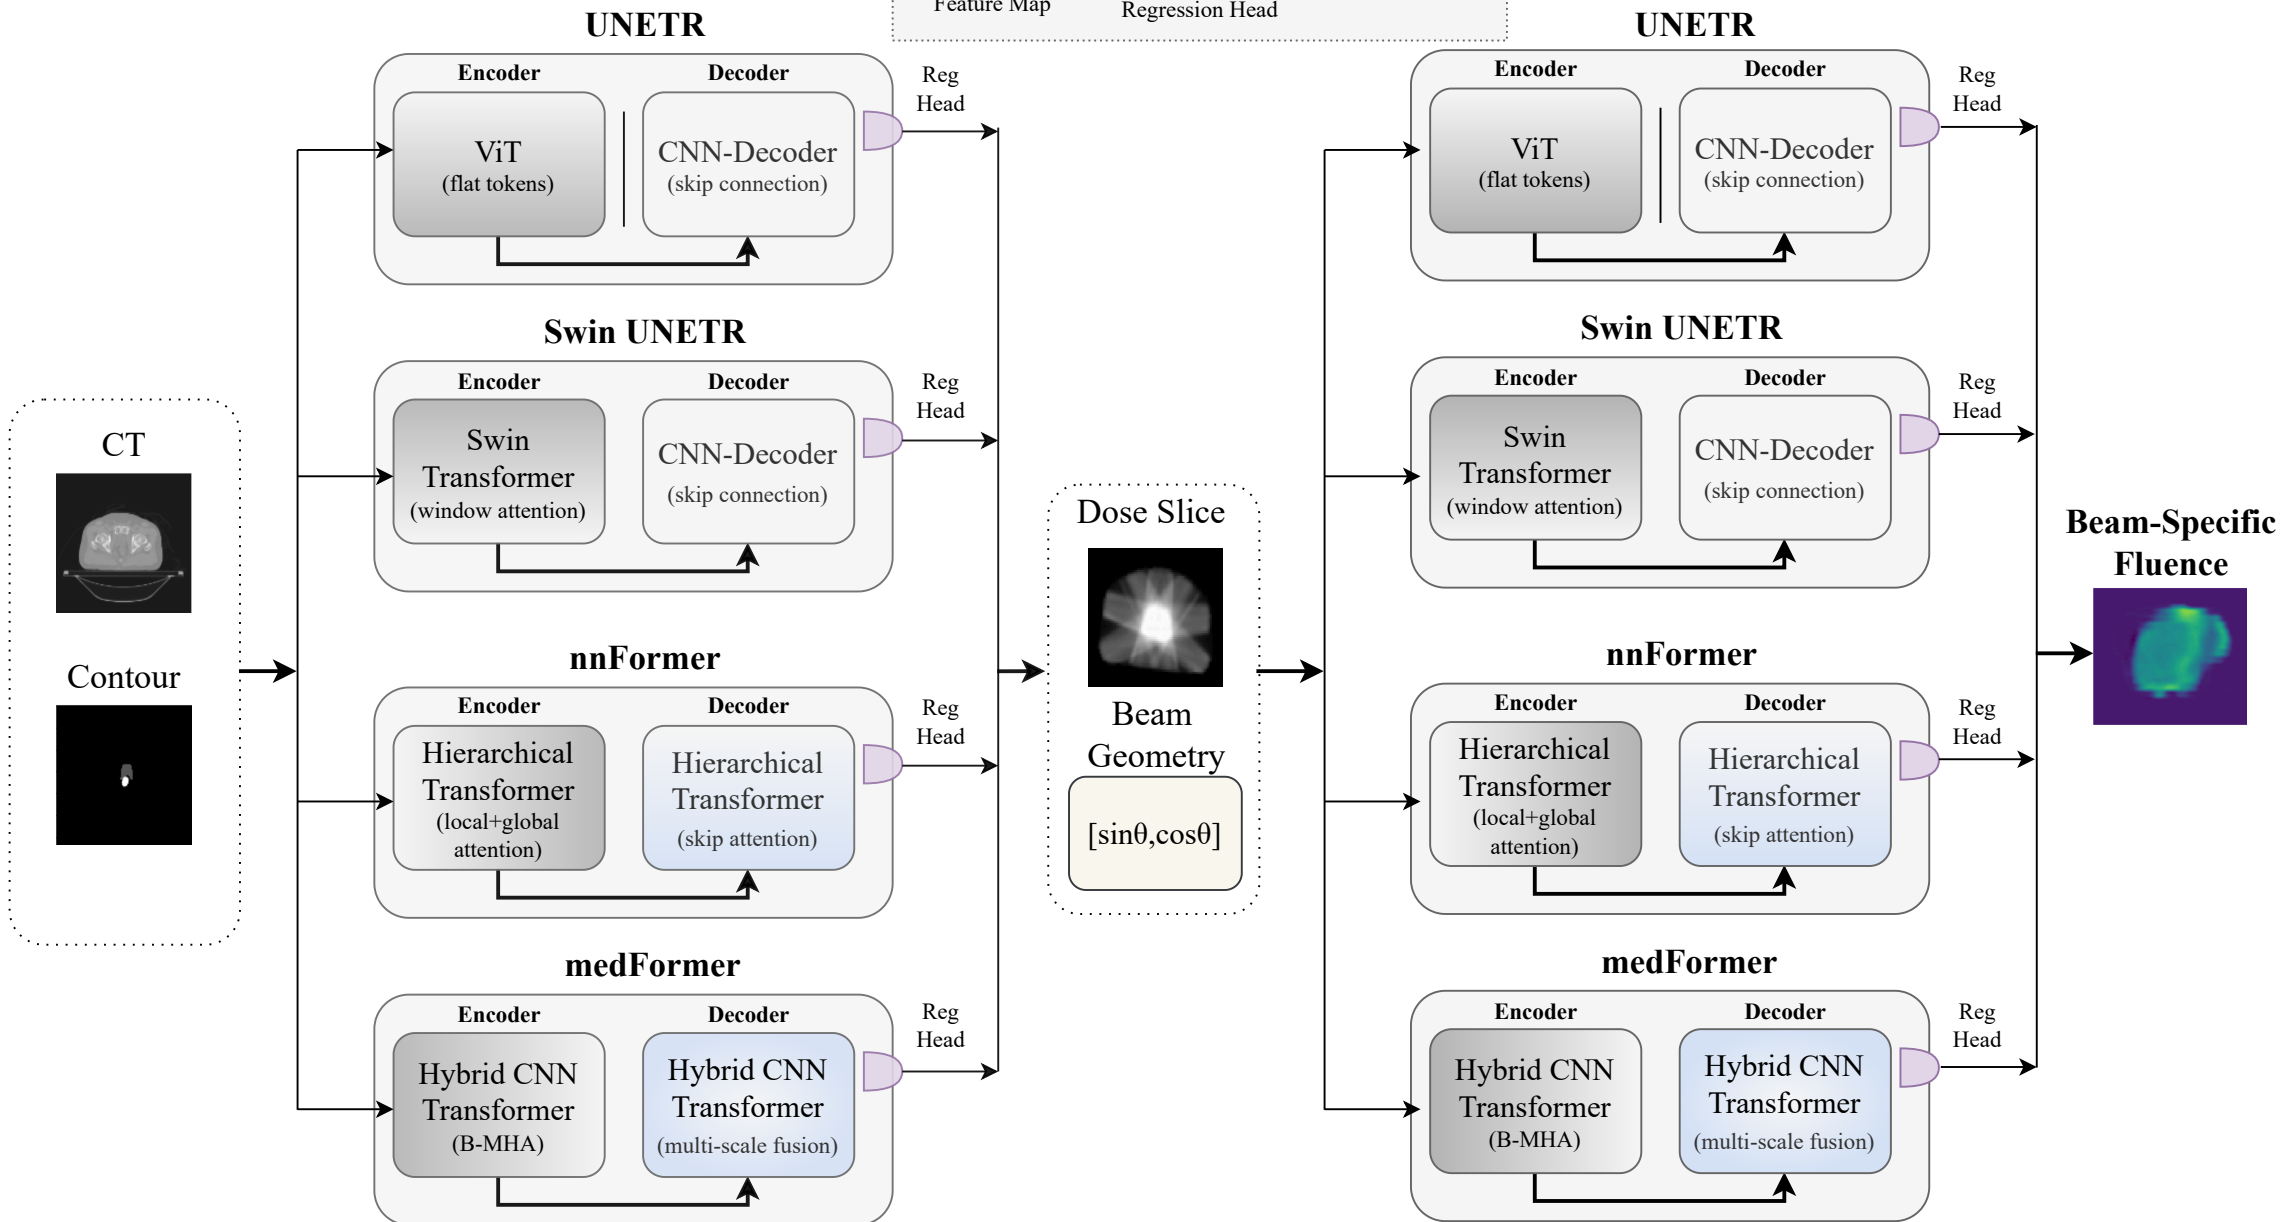 Feature Map
Regression Head
CT
Contour
UNETR
Encoder
Decoder
ViT
(flat tokens)
CNN-Decoder
(skip connection)
Reg
Head
Swin UNETR
Encoder
Decoder
Swin
Transformer
(window attention)
CNN-Decoder
(skip connection)
Reg
Head
nnFormer
Encoder
Decoder
Hierarchical
Transformer
(local+global
attention)
Hierarchical
Transformer
(skip attention)
Reg
Head
medFormer
Encoder
Decoder
Hybrid CNN
Transformer
(B-MHA)
Hybrid CNN
Transformer
(multi-scale fusion)
Reg
Head
Dose Slice
Beam
Geometry
[sinθ,cosθ]
UNETR
Encoder
Decoder
ViT
(flat tokens)
CNN-Decoder
(skip connection)
Reg
Head
Swin UNETR
Encoder
Decoder
Swin
Transformer
(window attention)
CNN-Decoder
(skip connection)
Reg
Head
nnFormer
Encoder
Decoder
Hierarchical
Transformer
(local+global
attention)
Hierarchical
Transformer
(skip attention)
Reg
Head
medFormer
Encoder
Decoder
Hybrid CNN
Transformer
(B-MHA)
Hybrid CNN
Transformer
(multi-scale fusion)
Reg
Head
Beam-Specific
Fluence